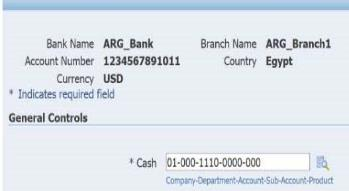 Bank Name ARG_Bank Branch Name ARG_Branch1
Account Number 1234567891011 Country Egypt
Currency USD
* Indicates required field
General Controls
* Cash 01-000-1110-0000-000
Company-Department-Account-Sub-Account-Product